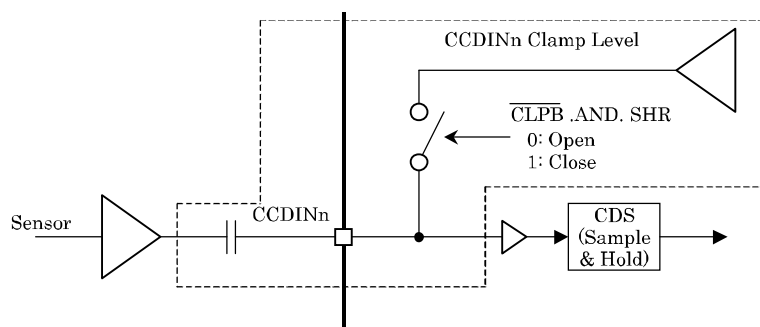 CCDINn Clamp Level
CLPB .AND. SHR
0: Open
1: Close
Sensor
CCDINn
CDS
(Sample
& Hold)